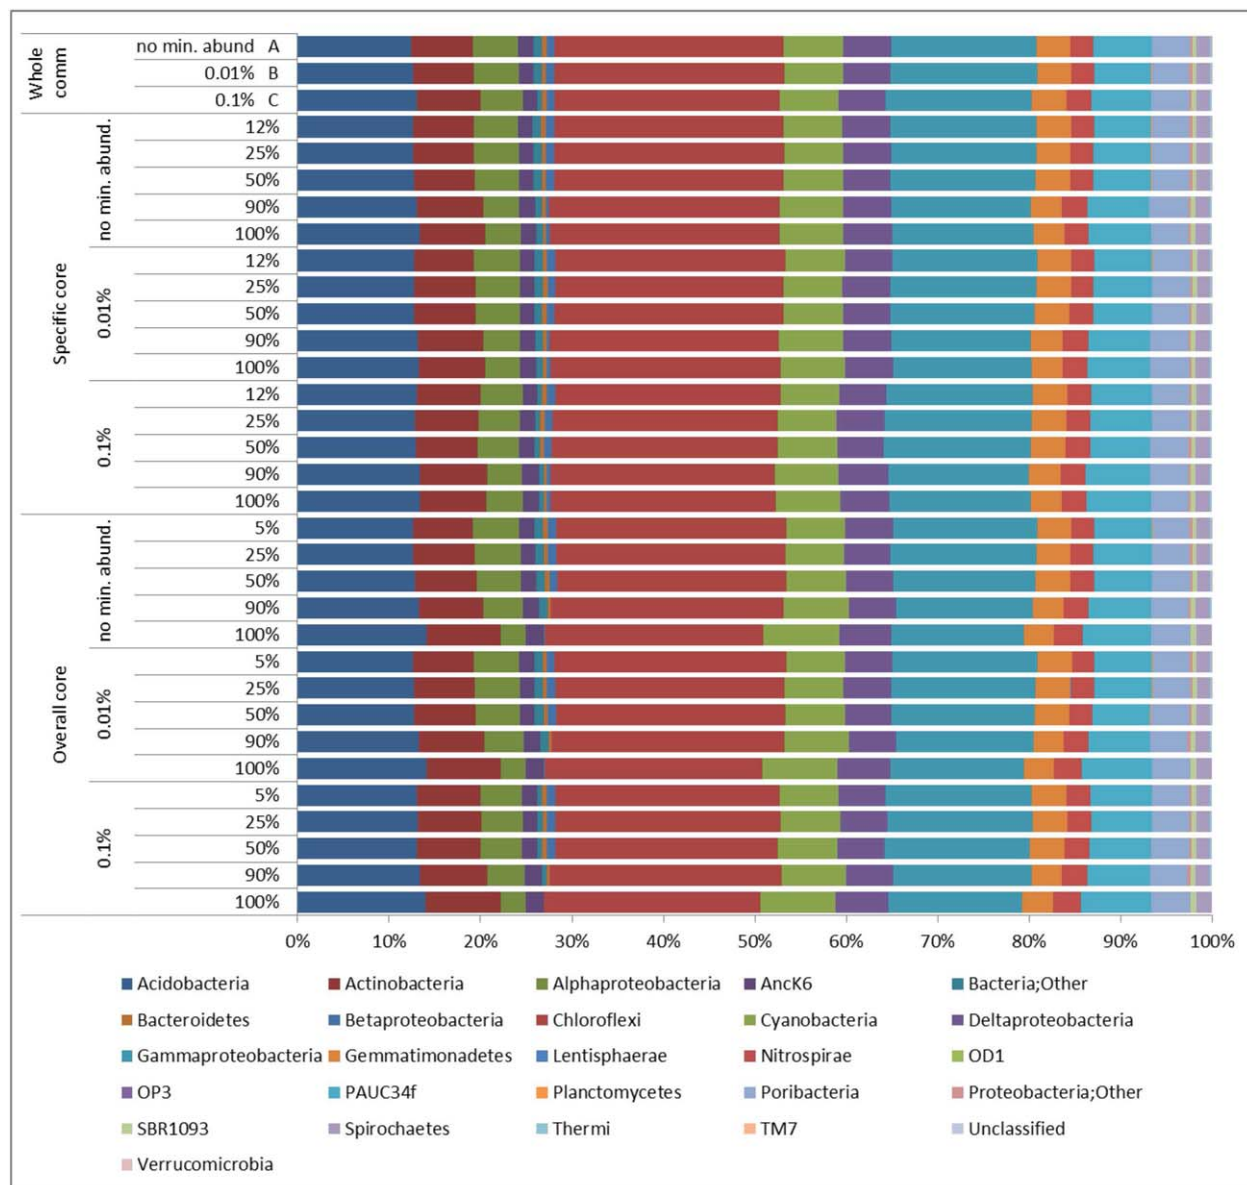 Whole comm
no min. abund A
0.01% B
0.1% C
Specific core
no min. abund.
12%
25%
50%
90%
100%
0.01%
12%
25%
50%
90%
100%
0.1%
12%
25%
50%
90%
100%
Overall core
no min. abund.
5%
25%
50%
90%
100%
0.01%
5%
25%
50%
90%
100%
0.1%
5%
25%
50%
90%
100%
0% 10% 20% 30% 40% 50% 60% 70% 80% 90% 100%
Acidobacteria Actinobacteria Alphaproteobacteria AncK6 Bacteria;Other
Bacteroidetes Betaproteobacteria Chloroflexi Cyanobacteria Deltaproteobacteria
Gammaproteobacteria Gemmatimonadetes Lentisphaerae Nitrospirae OD1
OP3 PAUC34f Planctomycetes Poribacteria Proteobacteria;Other
SBR1093 Spirochaetes Thermi TM7 Unclassified
Verrucomicrobia